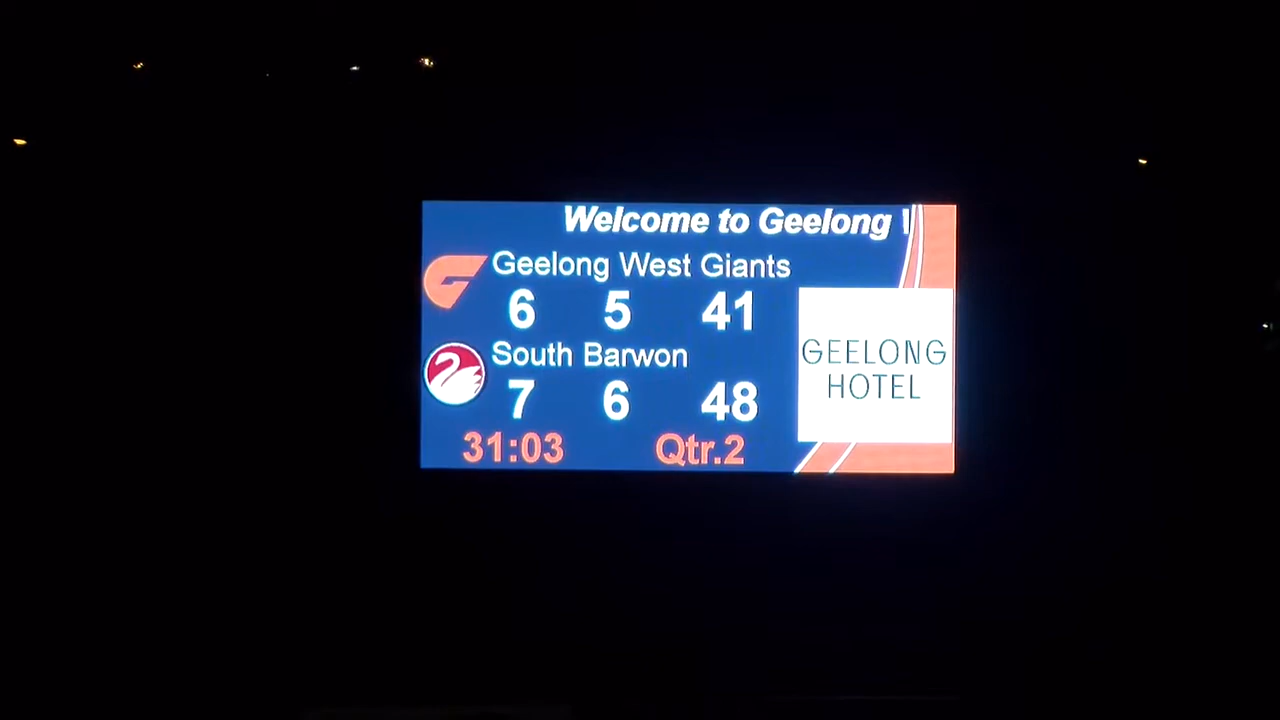 Welcome to Geelong
Geelong West Giants
6 5 41
South Barwon
7 6 48
31:03 Qtr.2
GEELONG
HOTEL